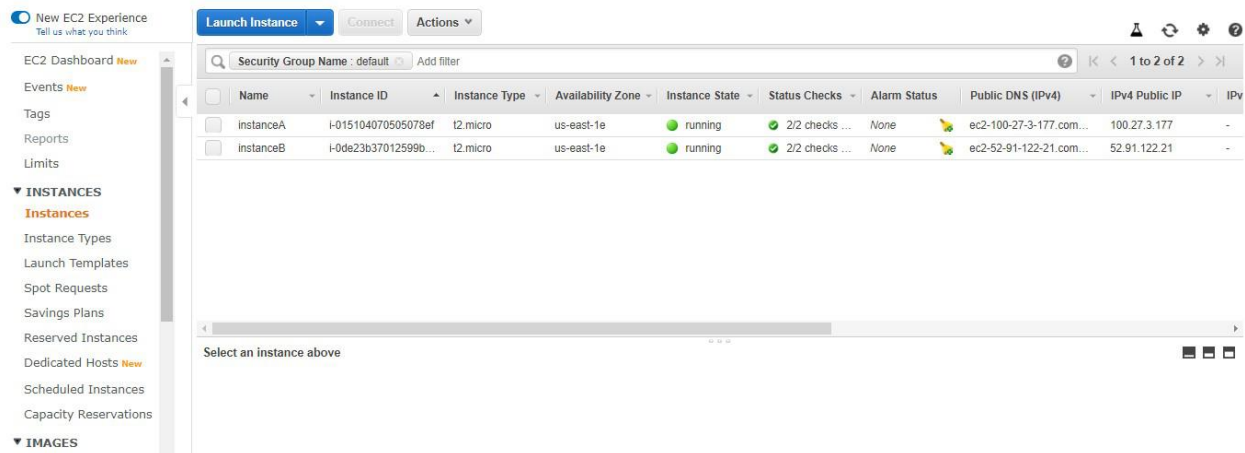 New EC2 Experience
Tell us what you think
EC2 Dashboard New
Events New
Tags
Reports
Limits
INSTANCES
Instances
Instance Types
Launch Templates
Spot Requests
Savings Plans
Reserved Instances
Dedicated Hosts New
Scheduled Instances
Capacity Reservations
IMAGES
Launch Instance Connect Actions
Security Group Name : default Add filter 1 to 2 of 2
Name Instance ID Instance Type Availability Zone Instance State Status Checks Alarm Status Public DNS (IPv4) IPv4 Public IP IPv
instanceA i-015104070505078ef t2.micro us-east-1e running 2/2 checks ... None ec2-100-27-3-177.com... 100.27.3.177 -
instanceB i-0de23b37012599b... t2.micro us-east-1e running 2/2 checks ... None ec2-52-91-122-21.com... 52.91.122.21 -
Select an instance above